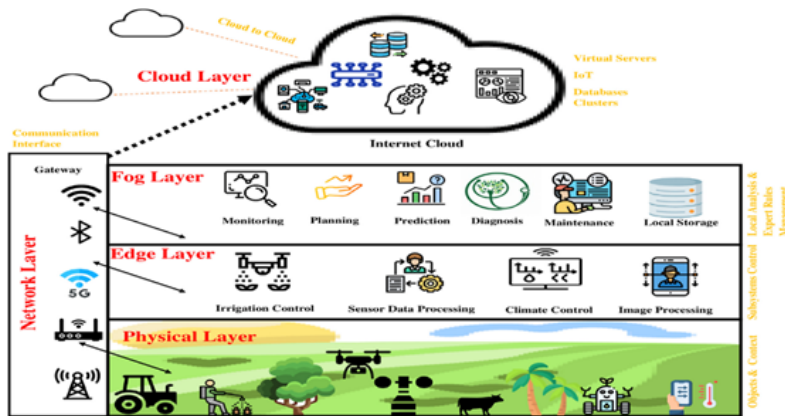 Cloud to Cloud
Cloud Layer
Virtual Servers
IoT
Databases
Clusters
Internet Cloud
Communication
Interface
Gateway
Network Layer
5G
Fog Layer
Monitoring
Planning
Prediction
Diagnosis
Maintenance
Local Storage
Local Analysis &
Expert Rules
Edge Layer
Irrigation Control
Sensor Data Processing
Climate Control
Image Processing
Subsystems Control
Physical Layer
Objects & Context